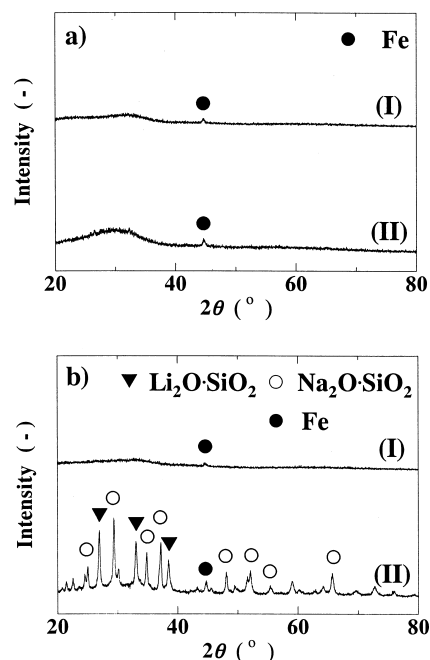 a)
● Fe
Intensity (-)
(I)
(II)
20 40 60 80
2θ (°)
b)
▼ Li₂O·SiO₂ ○ Na₂O·SiO₂
● Fe
Intensity (-)
(I)
(II)
20 40 60 80
2θ (°)